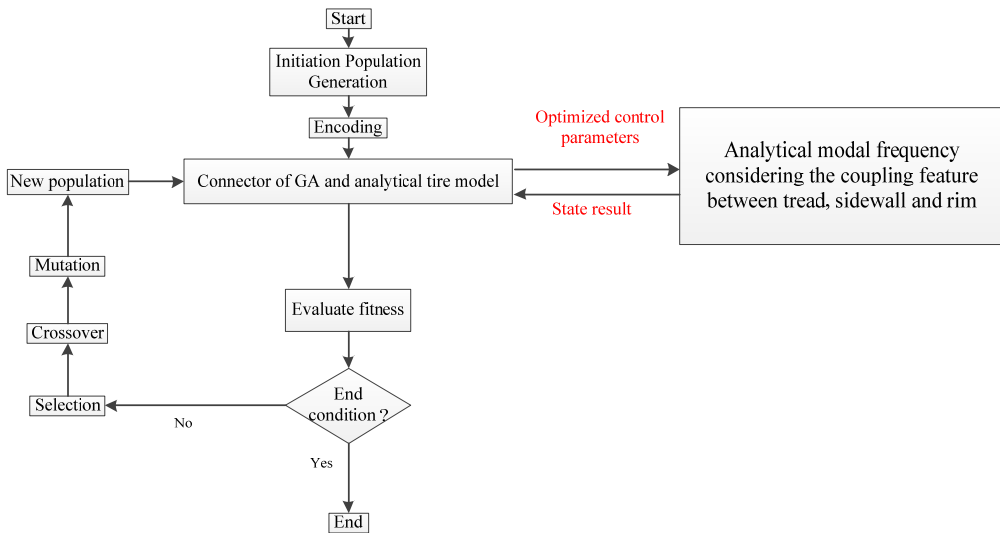 Start
Initiation Population
Generation
Encoding
Optimized control
parameters
Analytical modal frequency
considering the coupling feature
between tread, sidewall and rim
New population
Connector of GA and analytical tire model
State result
Mutation
Evaluate fitness
Crossover
End
condition？
Selection
No
Yes
End